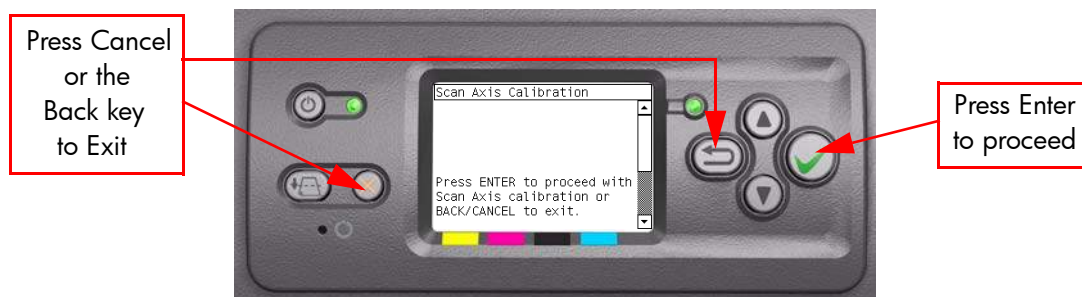 Press Cancel
or the
Back key
to Exit
Scan Axis Calibration
Press ENTER to proceed with
Scan Axis calibration or
BACK/CANCEL to exit.
Press Enter
to proceed